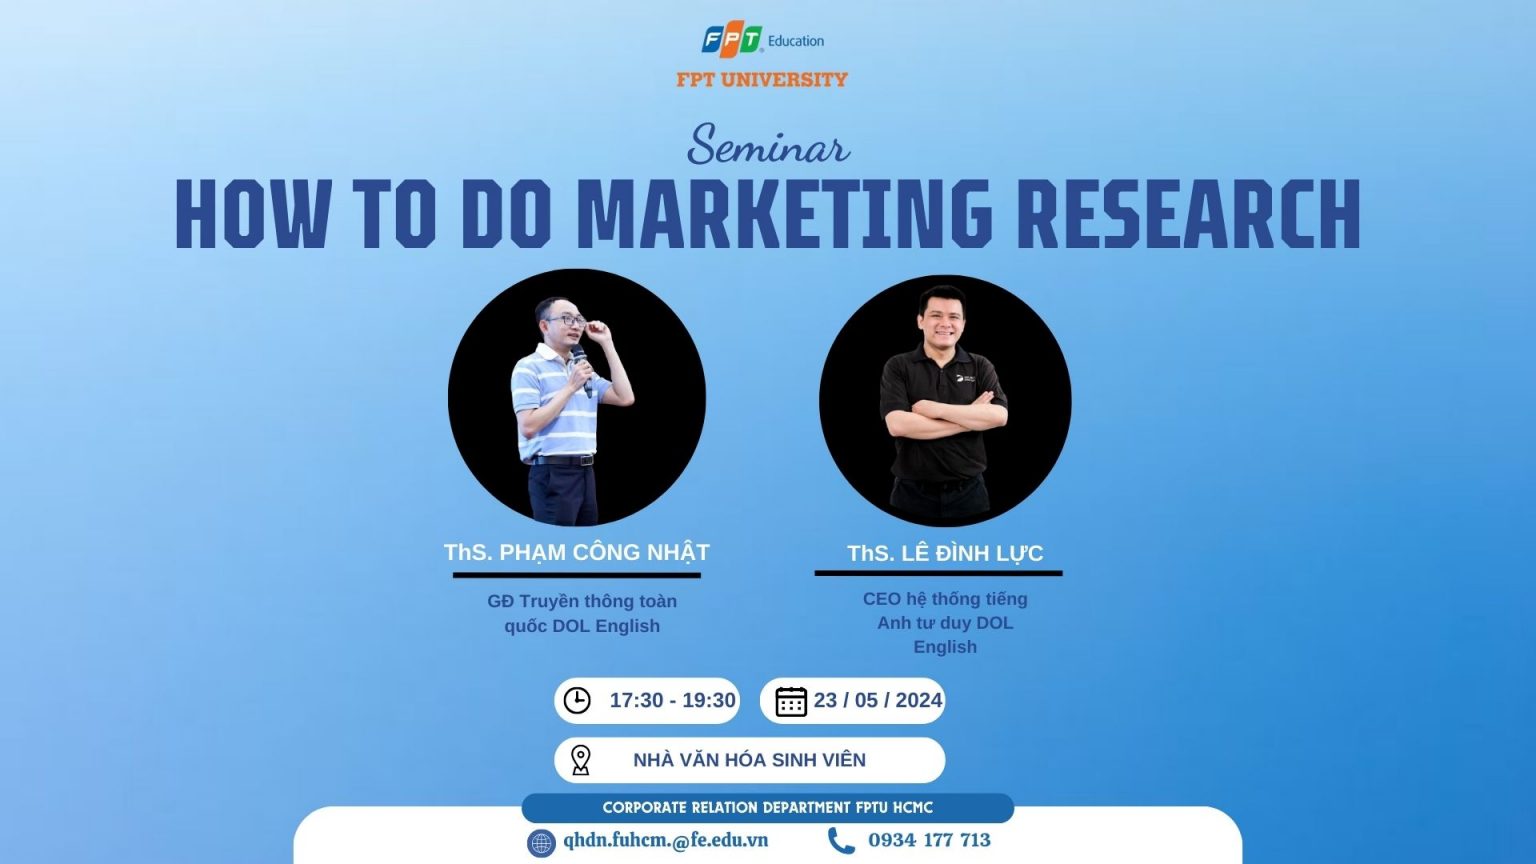 FPT Education
FPT UNIVERSITY
Seminar
HOW TO DO MARKETING RESEARCH
ThS. PHẠM CÔNG NHẬT
GĐ Truyền thông toàn
quốc DOL English
ThS. LÊ ĐÌNH LỰC
CEO hệ thống tiếng
Anh tư duy DOL
English
17:30 - 19:30
23 / 05 / 2024
NHÀ VĂN HÓA SINH VIÊN
CORPORATE RELATION DEPARTMENT FPTU HCMC
qhdn.fuhcm.@fe.edu.vn
0934 177 713